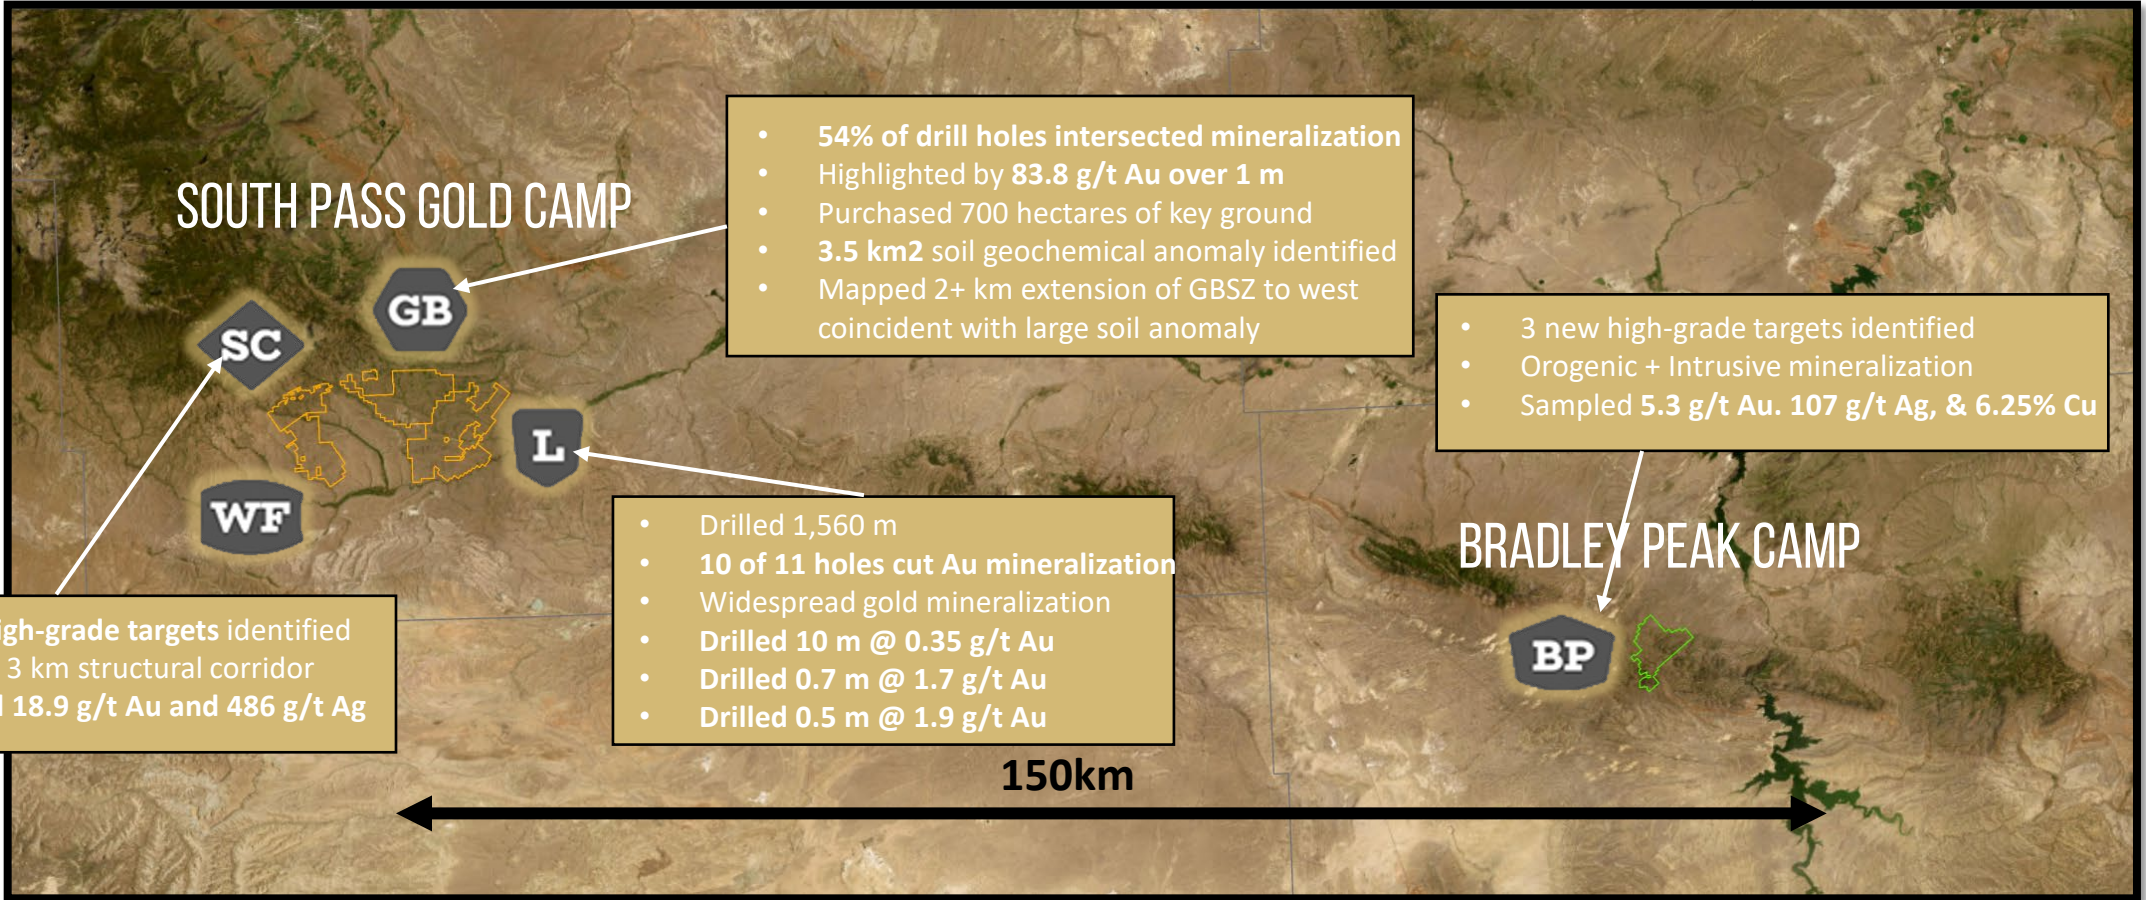 SOUTH PASS GOLD CAMP
GB
SC
L
WF
• 54% of drill holes intersected mineralization
• Highlighted by 83.8 g/t Au over 1 m
• Purchased 700 hectares of key ground
• 3.5 km2 soil geochemical anomaly identified
• Mapped 2+ km extension of GBSZ to west
coincident with large soil anomaly
• 3 new high-grade targets identified
• Orogenic + Intrusive mineralization
• Sampled 5.3 g/t Au. 107 g/t Ag, & 6.25% Cu
• Drilled 1,560 m
• 10 of 11 holes cut Au mineralization
• Widespread gold mineralization
• Drilled 10 m @ 0.35 g/t Au
• Drilled 0.7 m @ 1.7 g/t Au
• Drilled 0.5 m @ 1.9 g/t Au
BRADLEY PEAK CAMP
BP
igh-grade targets identified
3 km structural corridor
18.9 g/t Au and 486 g/t Ag
150km